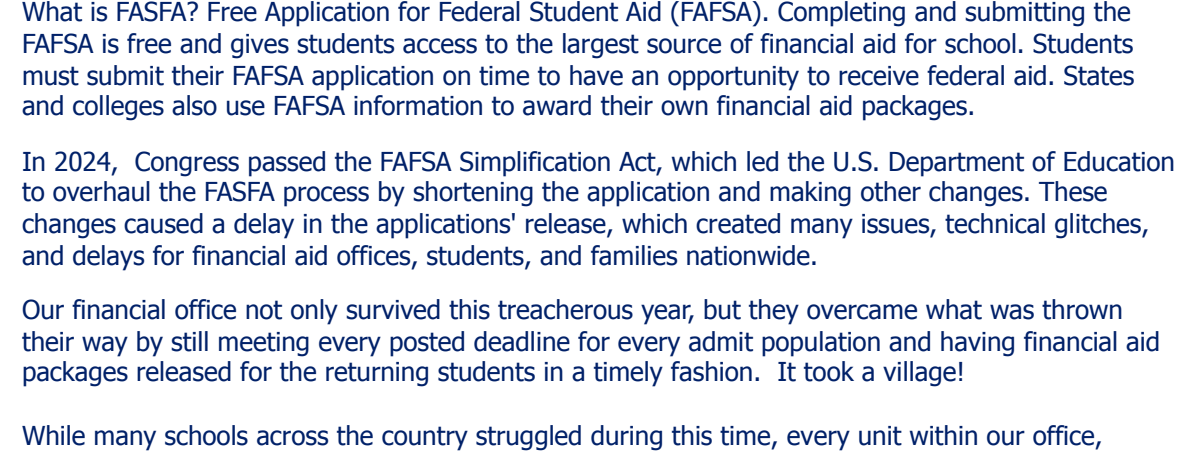 What is FASFA? Free Application for Federal Student Aid (FAFSA). Completing and submitting the
FAFSA is free and gives students access to the largest source of financial aid for school. Students
must submit their FAFSA application on time to have an opportunity to receive federal aid. States
and colleges also use FAFSA information to award their own financial aid packages.
In 2024,  Congress passed the FAFSA Simplification Act, which led the U.S. Department of Education
to overhaul the FASFA process by shortening the application and making other changes. These
changes caused a delay in the applications' release, which created many issues, technical glitches,
and delays for financial aid offices, students, and families nationwide.
Our financial office not only survived this treacherous year, but they overcame what was thrown
their way by still meeting every posted deadline for every admit population and having financial aid
packages released for the returning students in a timely fashion.  It took a village!
While many schools across the country struggled during this time, every unit within our office,